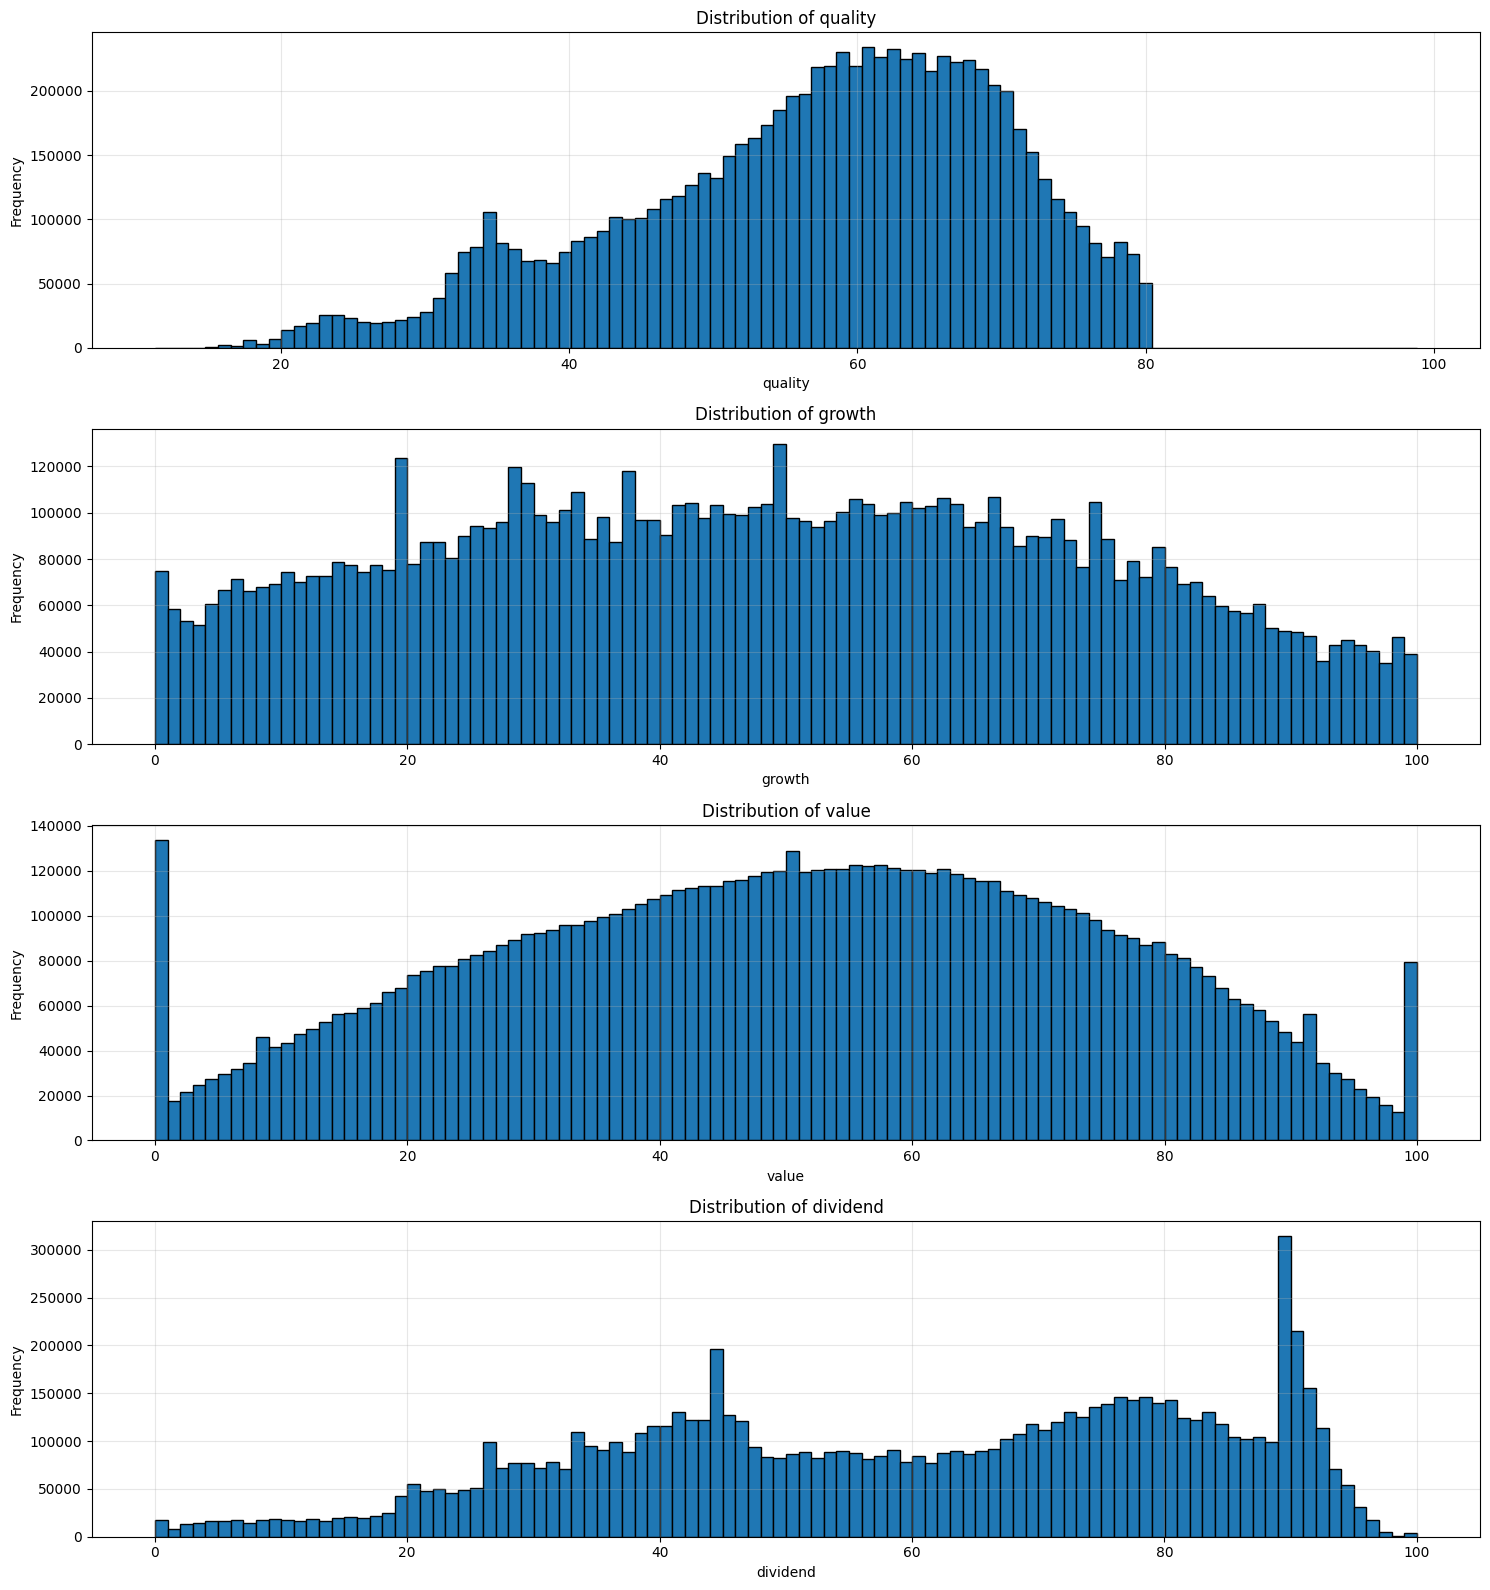 Distribution of quality
Frequency
200000
150000
100000
50000
0
20 40 60 80 100
quality
Distribution of growth
Frequency
120000
100000
80000
60000
40000
20000
0
0 20 40 60 80 100
growth
Distribution of value
Frequency
140000
120000
100000
80000
60000
40000
20000
0
0 20 40 60 80 100
value
Distribution of dividend
Frequency
300000
250000
200000
150000
100000
50000
0
0 20 40 60 80 100
dividend